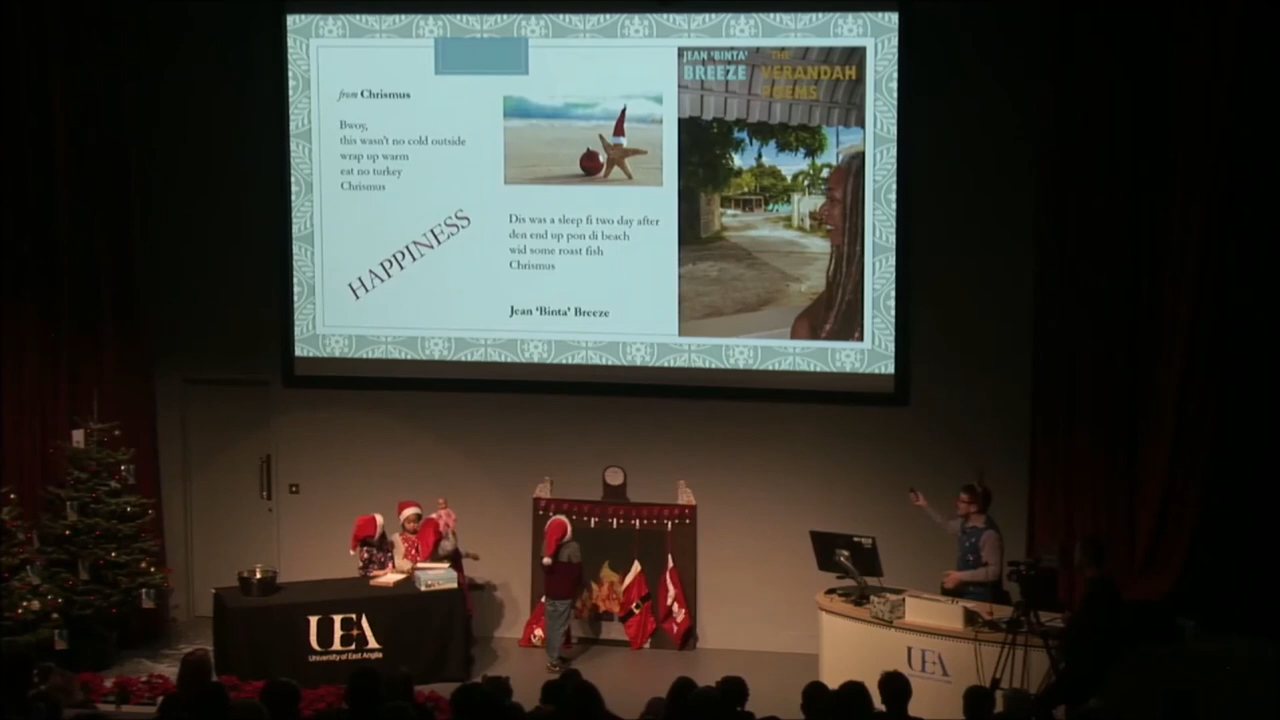 from Chrismus
Bwoy,
this wasn't no cold outside
wrap up warm
eat no turkey
Chrismus
HAPPINESS
Dis was a sleep fi two day after
den end up pon di beach
wid some roast fish
Chrismus
Jean 'Binta' Breeze
JEAN 'BINTA'
BREEZE
THE
VERANDAH
POEMS
UEA
University of East Anglia
UEA